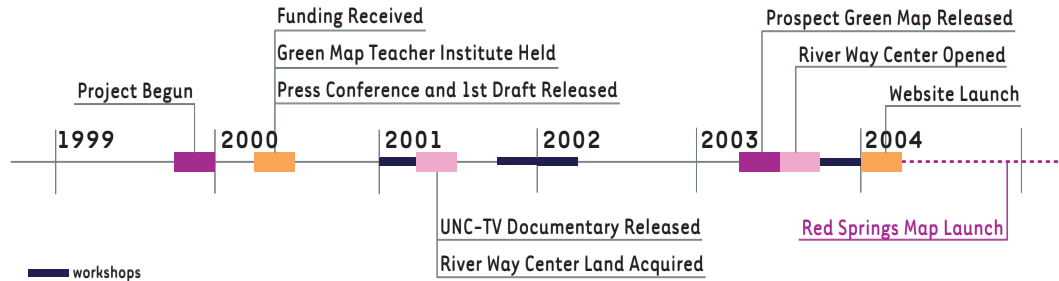 Funding Received
Prospect Green Map Released
Green Map Teacher Institute Held
River Way Center Opened
Project Begun
Press Conference and 1st Draft Released
Website Launch
1999
2000
2001
2002
2003
2004
UNC-TV Documentary Released
Red Springs Map Launch
River Way Center Land Acquired
workshops